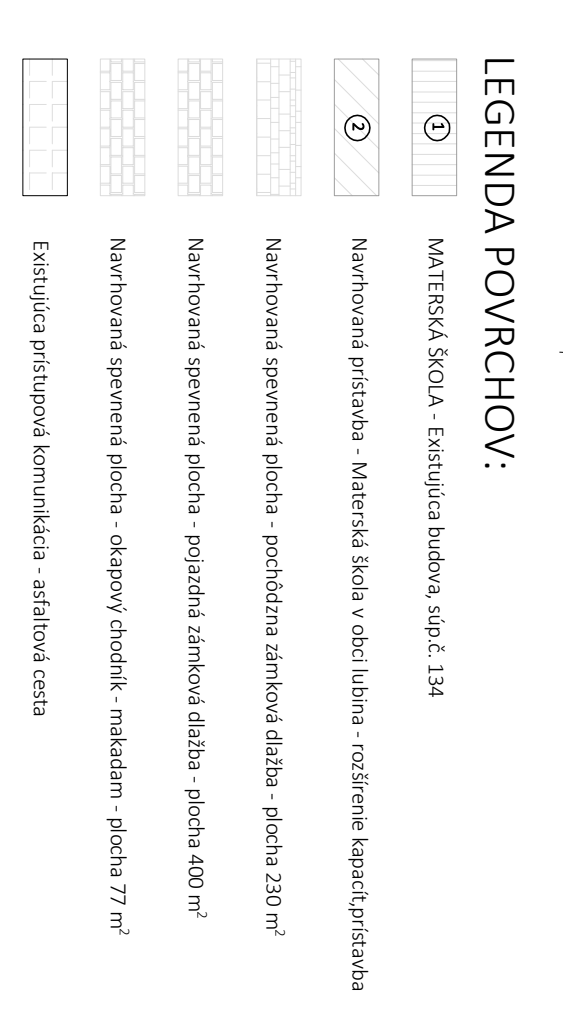 LEGENDA POVRCHOV:
1 MATERSKÁ ŠKOLA - Existujúca budova, súp.č. 134
2 Navrhovaná prístavba - Materská škola v obci lubina - rozšírenie kapacít,prístavba
Navrhovaná spevnená plocha - pochôdzna zámková dlažba - plocha 230 m²
Navrhovaná spevnená plocha - pojazdná zámková dlažba - plocha 400 m²
Navrhovaná spevnená plocha - okapový chodník - makadam - plocha 77 m²
Existujúca prístupová komunikácia - asfaltová cesta